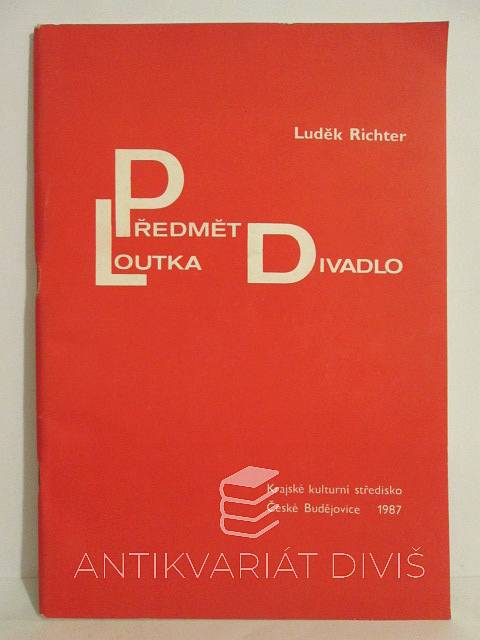 Luděk Richter
PŘEDMĚT
LOUTKA DIVADLO
Krajské kulturní středisko
České Budějovice 1987
ANTIKVARIÁT DIVIŠ